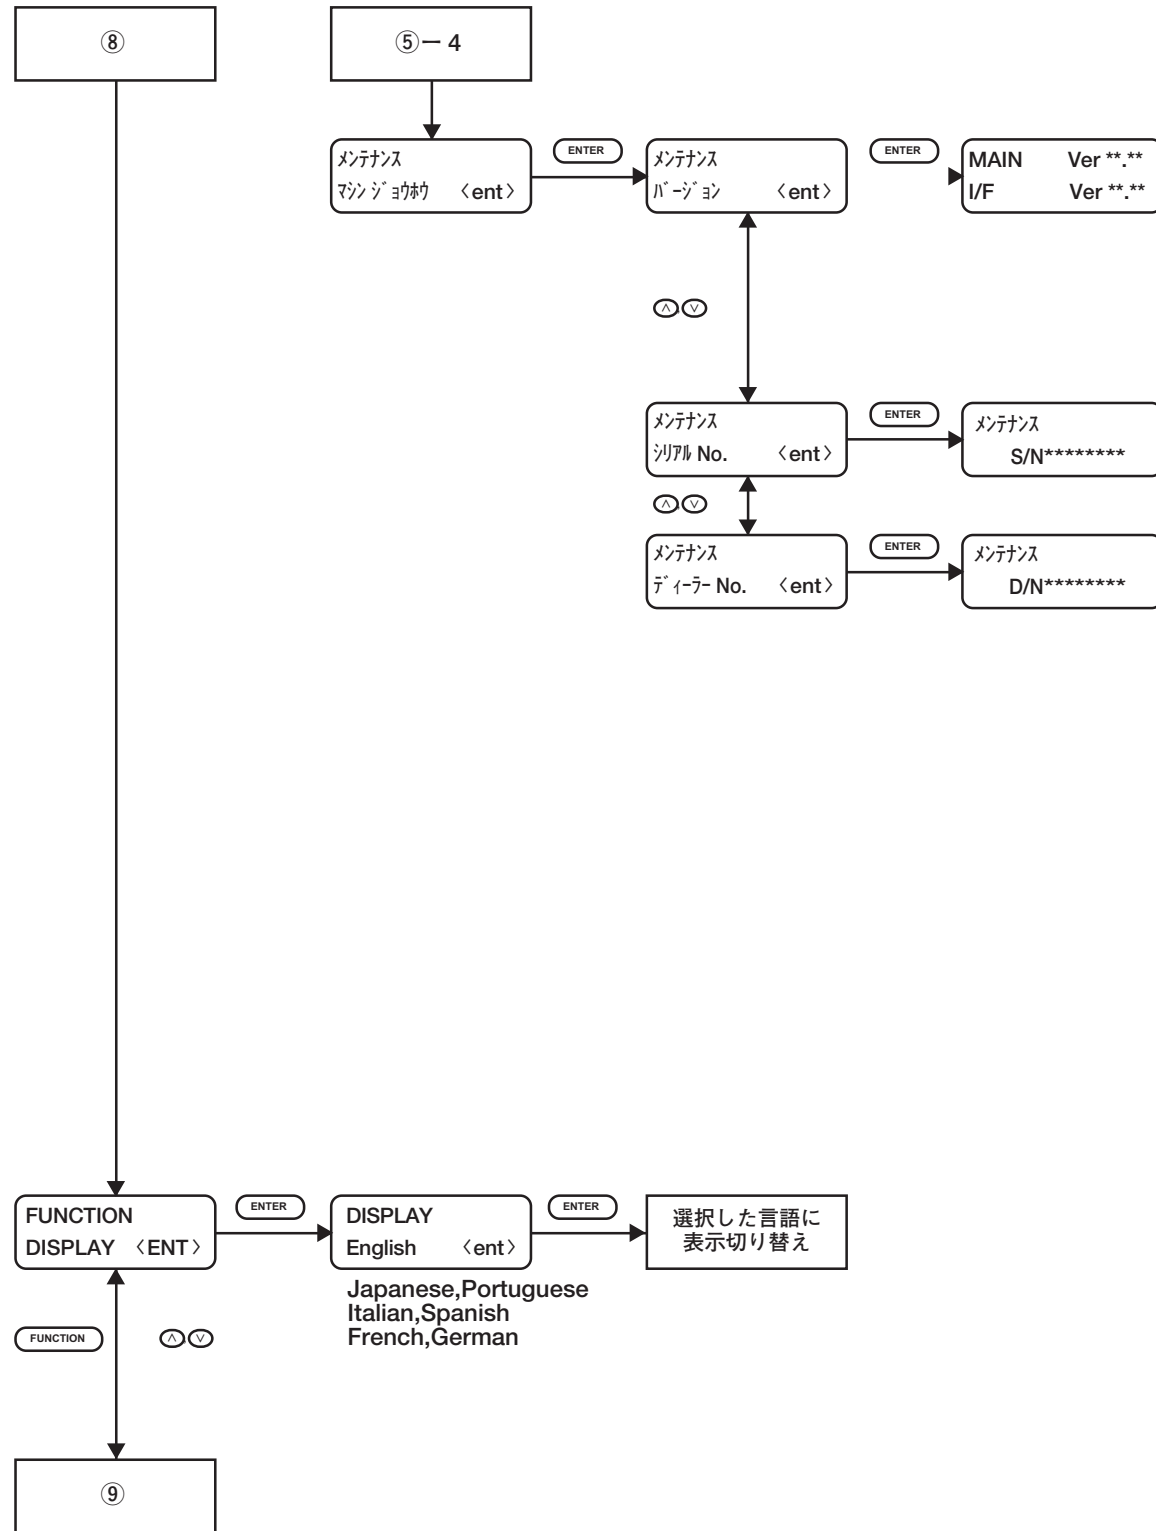 ⑧
⑤ー 4
ﾒﾝﾃﾅﾝｽ
ﾏｼﾝ ｼﾞｮｳﾎｳ 〈ent〉
ENTER
ﾒﾝﾃﾅﾝｽ
ﾊﾞｰｼﾞｮﾝ 〈ent〉
ENTER
MAIN Ver **.**
I/F Ver **.**
ﾒﾝﾃﾅﾝｽ
ｼﾘｱﾙ No. 〈ent〉
ENTER
ﾒﾝﾃﾅﾝｽ
S/N********
ﾒﾝﾃﾅﾝｽ
ﾃﾞｨｰﾗｰ No. 〈ent〉
ENTER
ﾒﾝﾃﾅﾝｽ
D/N********
FUNCTION
DISPLAY 〈ENT〉
ENTER
DISPLAY
English 〈ent〉
ENTER
選択した言語に
表示切り替え
Japanese,Portuguese
Italian,Spanish
French,German
FUNCTION
⑨